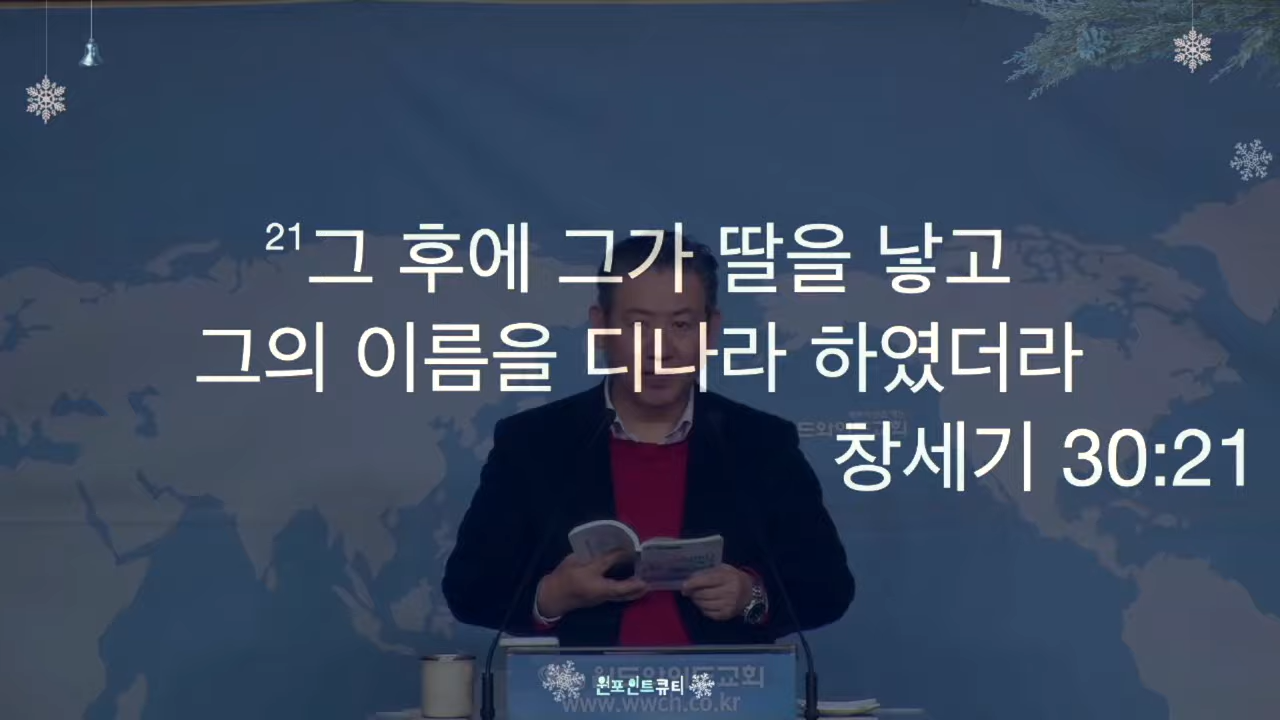 21그 후에 그가 딸을 낳고
그의 이름을 디나라 하였더라
창세기 30:21
원포인트큐티
www.wwch.co.kr